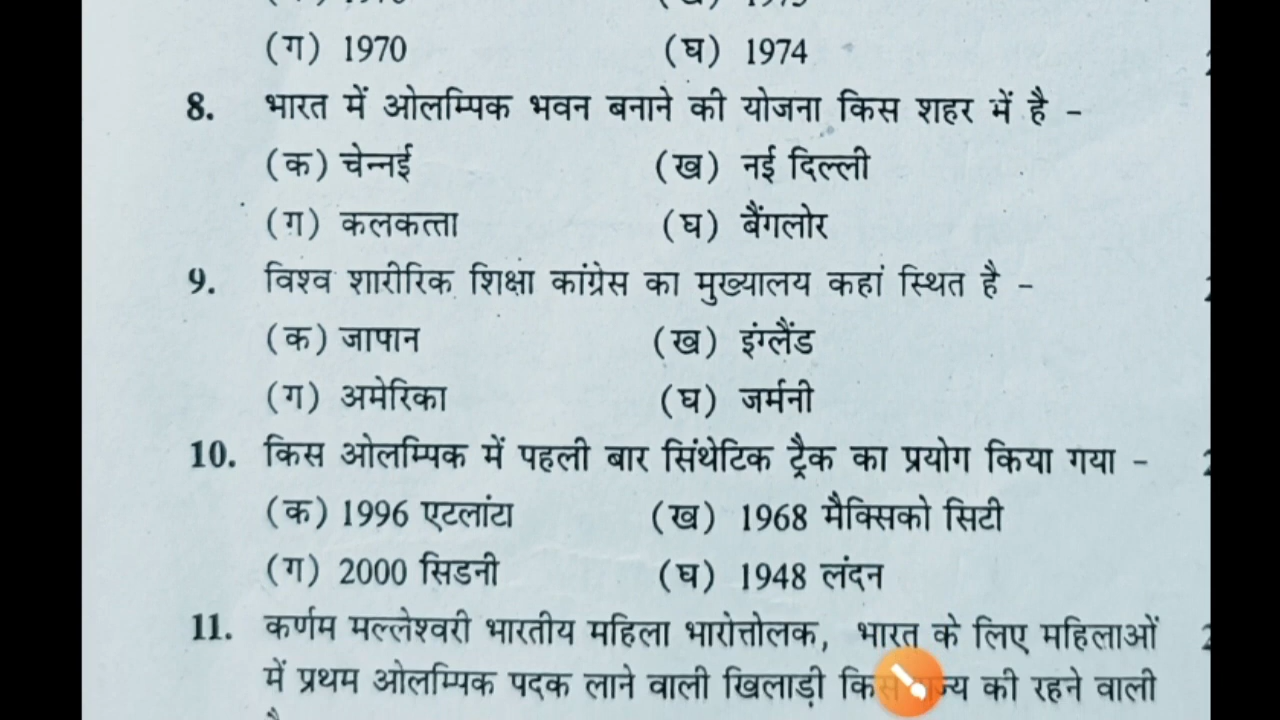 (ग) 1970 (घ) 1974
8. भारत में ओलम्पिक भवन बनाने की योजना किस शहर में है -
(क) चेन्नई (ख) नई दिल्ली
(ग) कलकत्ता (घ) बैंगलोर
9. विश्व शारीरिक शिक्षा कांग्रेस का मुख्यालय कहां स्थित है -
(क) जापान (ख) इंग्लैंड
(ग) अमेरिका (घ) जर्मनी
10. किस ओलम्पिक में पहली बार सिंथेटिक ट्रैक का प्रयोग किया गया -
(क) 1996 एटलांटा (ख) 1968 मैक्सिको सिटी
(ग) 2000 सिडनी (घ) 1948 लंदन
11. कर्णम मल्लेश्वरी भारतीय महिला भारोत्तोलक, भारत के लिए महिलाओं
में प्रथम ओलम्पिक पदक लाने वाली खिलाड़ी की रहने वाली